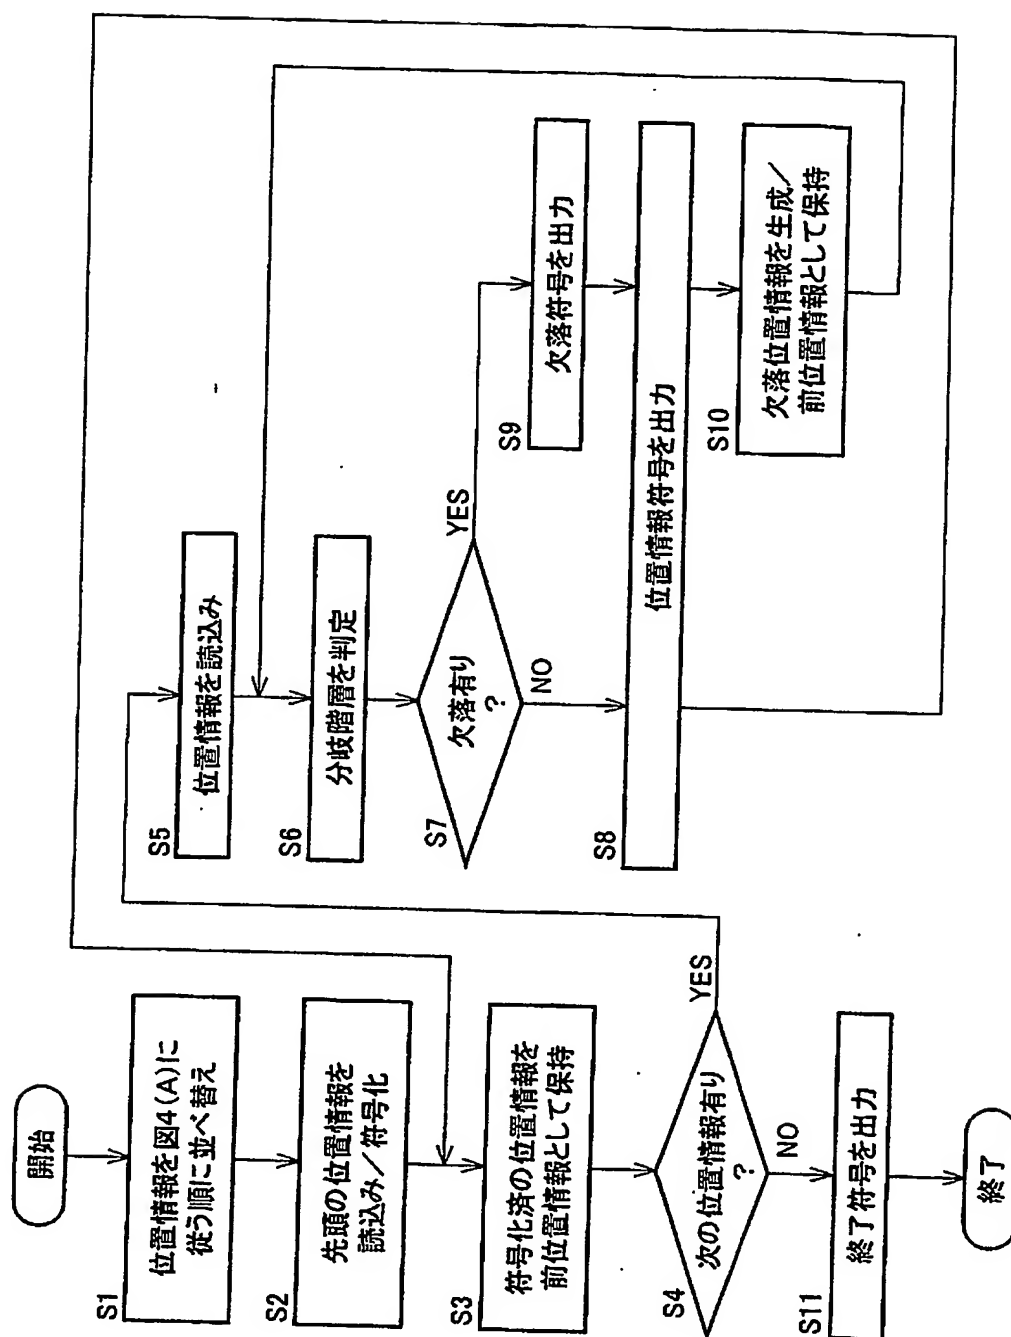 開始
S1
位置情報を図4(A)に
従う順に並べ替え
S2
先頭の位置情報を
読込み/符号化
S3
符号化済の位置情報を
前位置情報として保持
S4
次の位置情報有り
?
YES
NO
S11
終了符号を出力
終了
S5
位置情報を読込み
S6
分岐階層を判定
S7
欠落有り
?
YES
NO
S9
欠落符号を出力
S8
位置情報符号を出力
S10
欠落位置情報を生成/
前位置情報として保持